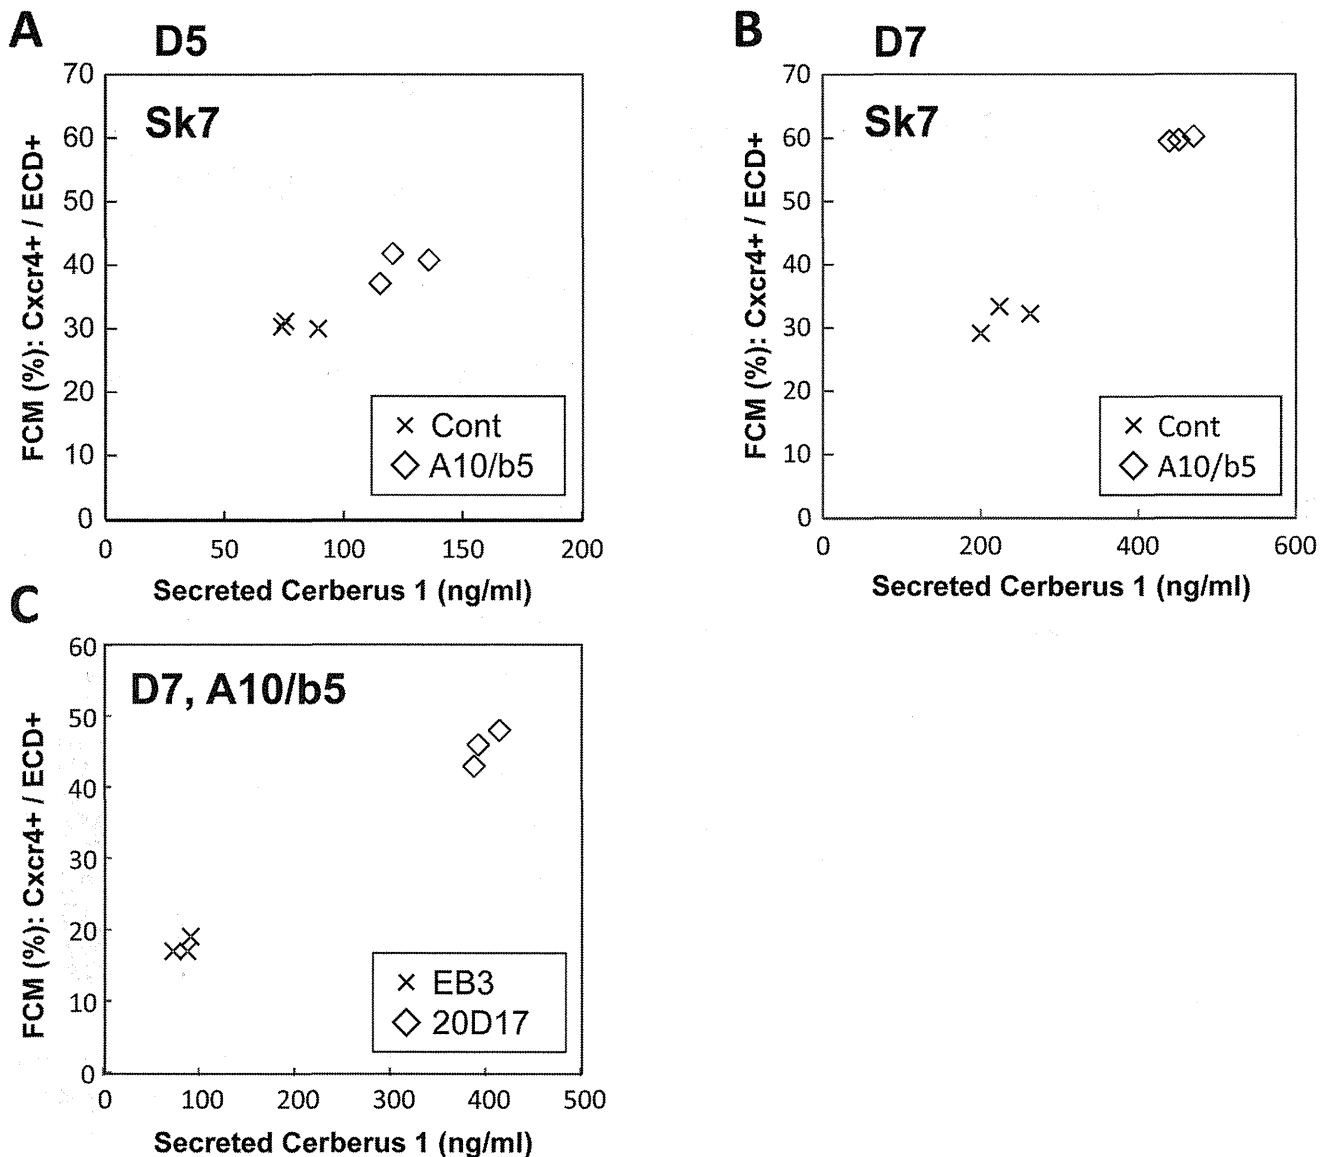 A
D5
70
60
50
40
30
20
10
0
FCM (%): Cxcr4+ / ECD+
Sk7
× Cont
◇ A10/b5
0 50 100 150 200
Secreted Cerberus 1 (ng/ml)
B
D7
70
60
50
40
30
20
10
0
FCM (%): Cxcr4+ / ECD+
Sk7
× Cont
◇ A10/b5
0 200 400 600
Secreted Cerberus 1 (ng/ml)
C
60
50
40
30
20
10
0
FCM (%): Cxcr4+ / ECD+
D7, A10/b5
× EB3
◇ 20D17
0 100 200 300 400 500
Secreted Cerberus 1 (ng/ml)